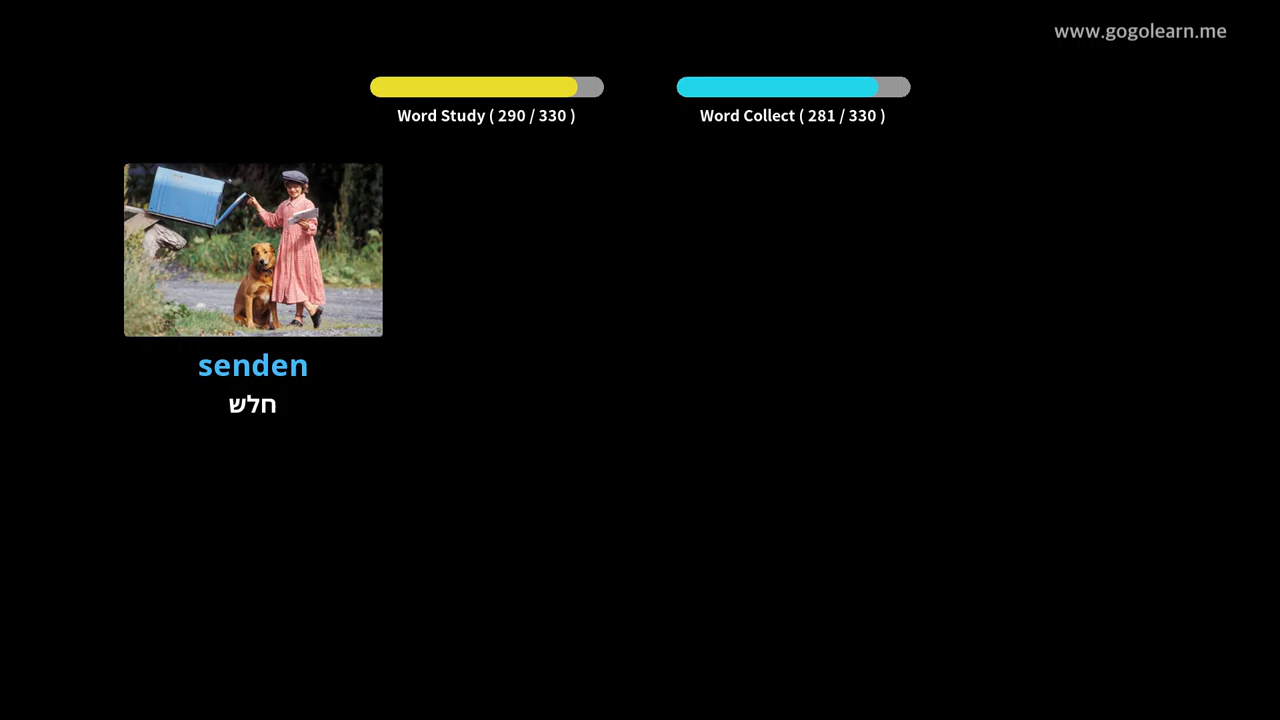 www.gogolearn.me
Word Study ( 290 / 330 )
Word Collect ( 281 / 330 )
senden
חלש